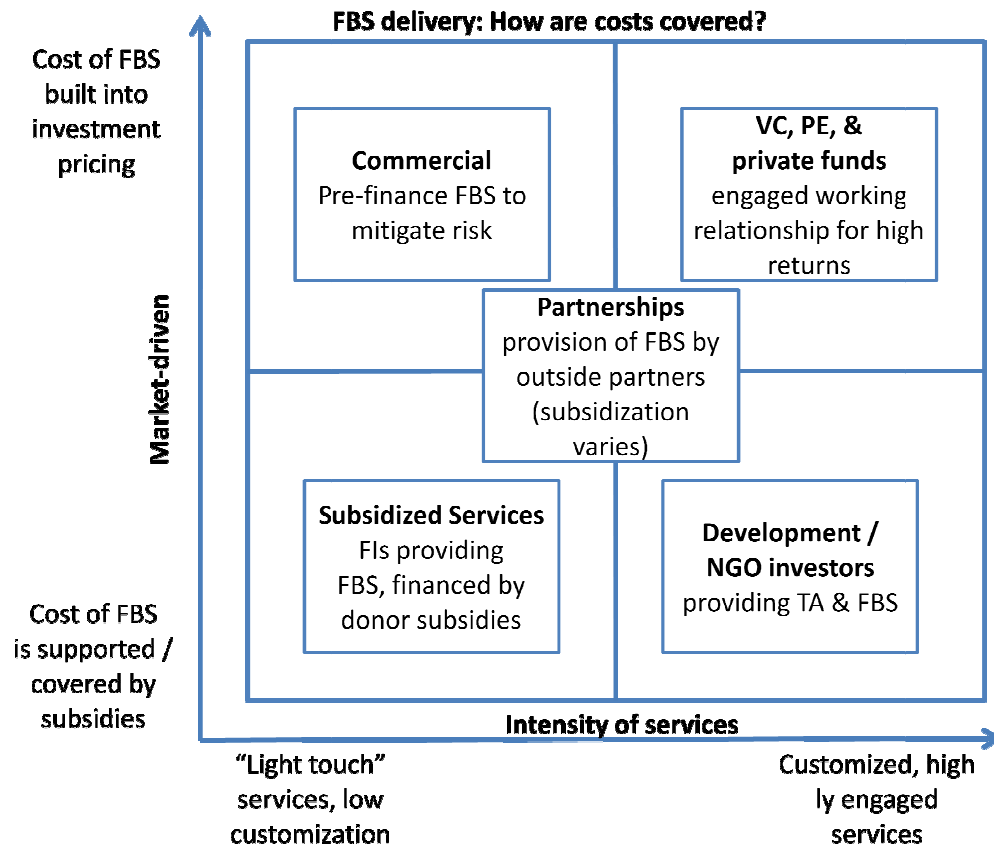 FBS delivery: How are costs covered?
Cost of FBS
built into
investment
pricing
Commercial
Pre-finance FBS to
mitigate risk
VC, PE, &
private funds
engaged working
relationship for high
returns
Market-driven
Partnerships
provision of FBS by
outside partners
(subsidization
varies)
Subsidized Services
FIs providing
FBS, financed by
donor subsidies
Development /
NGO investors
providing TA & FBS
Cost of FBS
is supported /
covered by
subsidies
Intensity of services
“Light touch”
services, low
customization
Customized, high
ly engaged
services